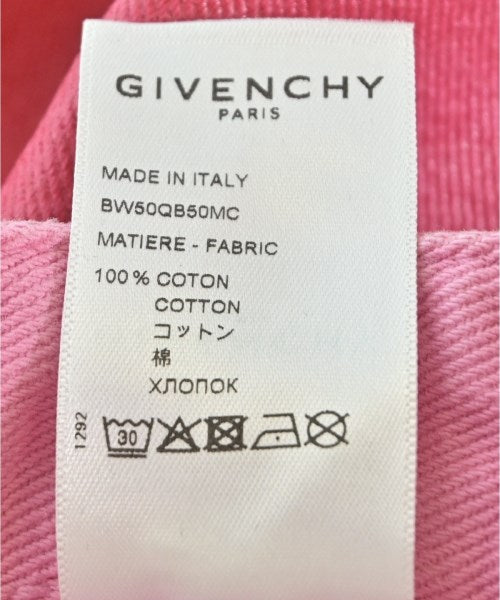 GIVENCHY
PARIS
MADE IN ITALY
BW50QB50MC
MATIERE - FABRIC
100 % COTON
COTTON
コットン
棉
ХЛОПОК
1292
30